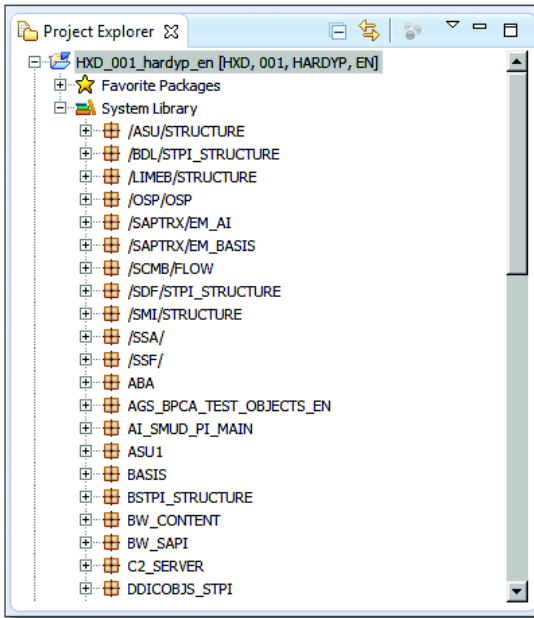 Project Explorer
HXD_001_hardyp_en [HXD, 001, HARDYP, EN]
Favorite Packages
System Library
/ASU/STRUCTURE
/BDL/STPI_STRUCTURE
/LIMEB/STRUCTURE
/OSP/OSP
/SAPTRX/EM_AI
/SAPTRX/EM_BASIS
/SCMB/FLOW
/SDF/STPI_STRUCTURE
/SMI/STRUCTURE
/SSA/
/SSF/
ABA
AGS_BPCA_TEST_OBJECTS_EN
AI_SMUD_PI_MAIN
ASU1
BASIS
BSTPI_STRUCTURE
BW_CONTENT
BW_SAPI
C2_SERVER
DDICOBJS_STPI